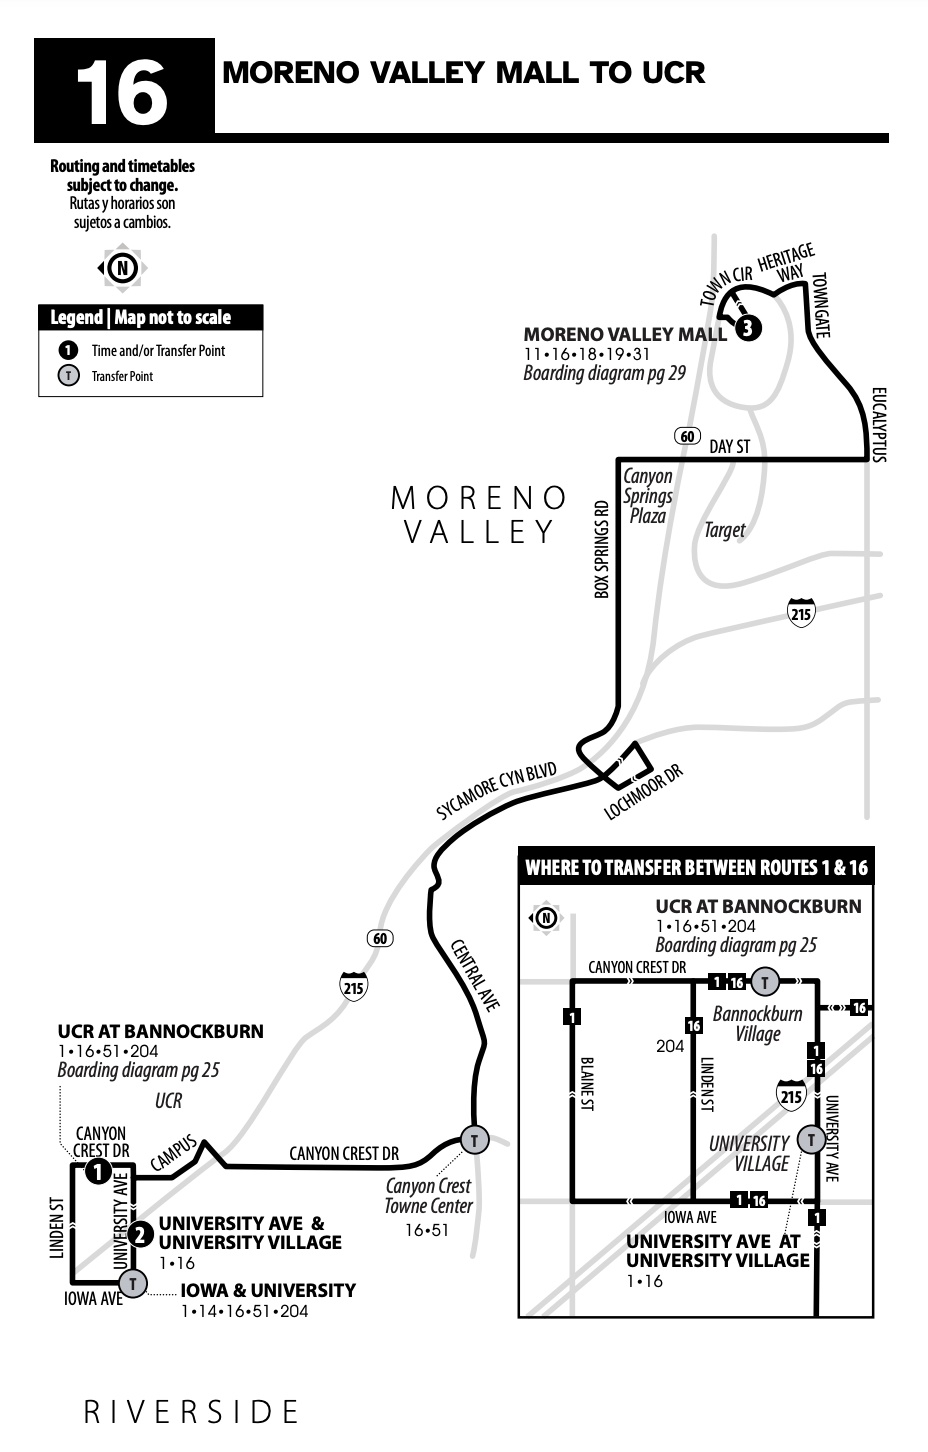 16
MORENO VALLEY MALL TO UCR
Routing and timetables
subject to change.
Rutas y horarios son
sujetos a cambios.
N
Legend | Map not to scale
1 Time and/or Transfer Point
T Transfer Point
TOWN CIR
HERITAGE
WAY
TOWNGATE
3
MORENO VALLEY MALL
11•16•18•19•31
Boarding diagram pg 29
EUCALYPTUS
60
DAY ST
Canyon
Springs
Plaza
MORENO
VALLEY
Target
BOX SPRINGS RD
215
SYCAMORE CYN BLVD
LOCHMOOR DR
60
CENTRAL AVE
215
UCR AT BANNOCKBURN
1•16•51•204
Boarding diagram pg 25
UCR
CANYON
CREST DR
1
CAMPUS
CANYON CREST DR
T
Canyon Crest
Towne Center
16•51
LINDEN ST
UNIVERSITY AVE
2
UNIVERSITY AVE &
UNIVERSITY VILLAGE
1•16
IOWA AVE
T
IOWA & UNIVERSITY
1•14•16•51•204
RIVERSIDE
WHERE TO TRANSFER BETWEEN ROUTES 1 & 16
N
UCR AT BANNOCKBURN
1•16•51•204
Boarding diagram pg 25
CANYON CREST DR
1 16
T
16
Bannockburn
Village
1
16
204
1
16
BLAINE ST
LINDEN ST
215
UNIVERSITY AVE
UNIVERSITY
VILLAGE
T
1 16
IOWA AVE
1
UNIVERSITY AVE AT
UNIVERSITY VILLAGE
1•16